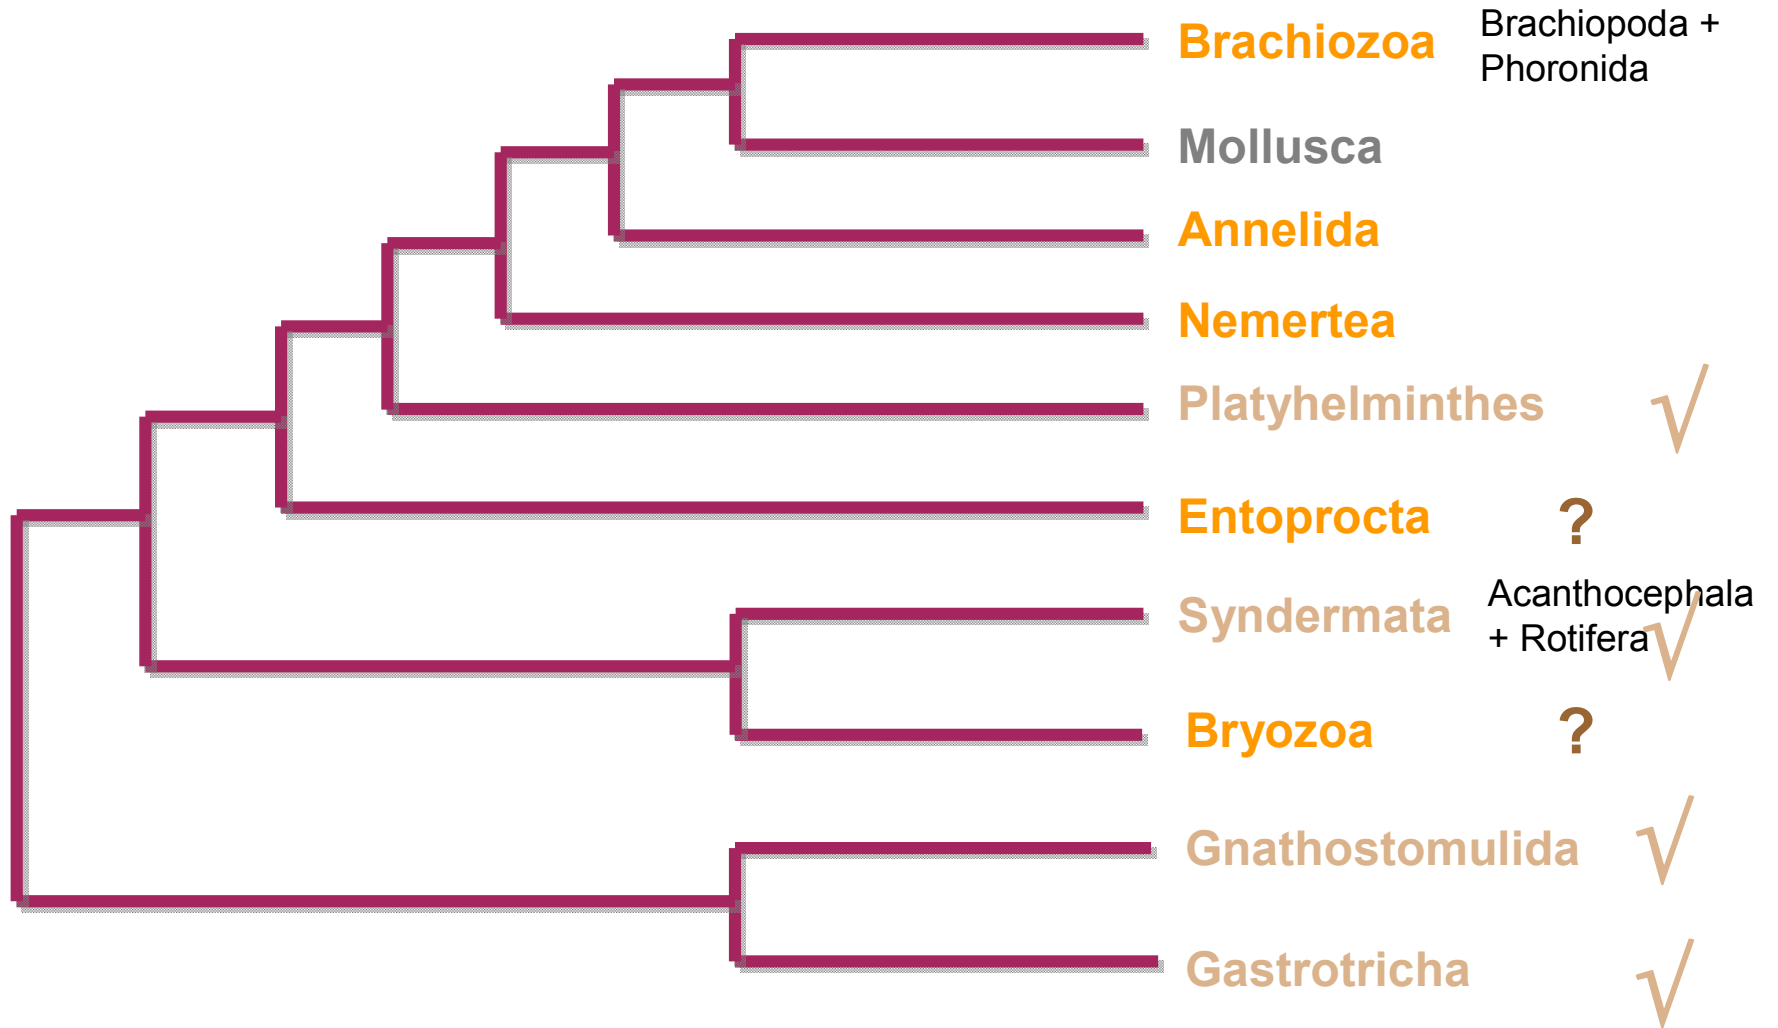 Brachiozoa
Brachiopoda +
Phoronida
Mollusca
Annelida
Nemertea
Platyhelminthes √
Entoprocta ?
Syndermata
Acanthocephala
+ Rotifera √
Bryozoa ?
Gnathostomulida √
Gastrotricha √